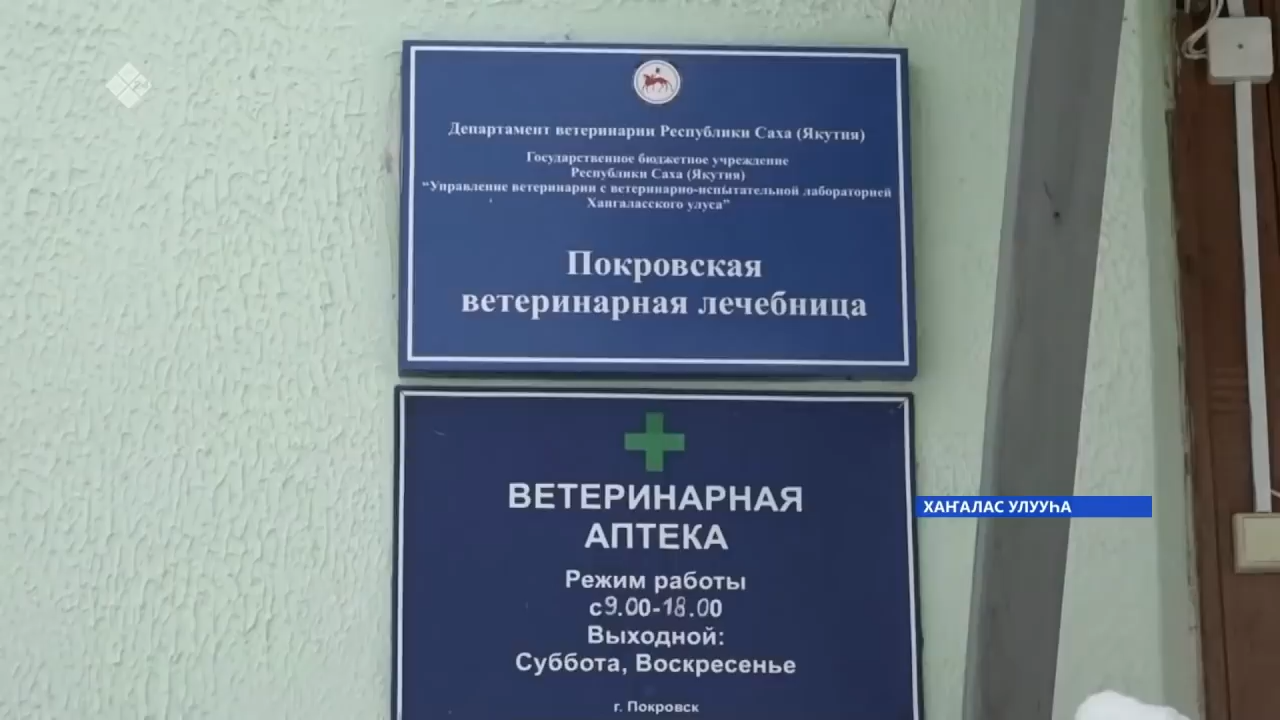 Департамент ветеринарии Республики Саха (Якутия)
Государственное бюджетное учреждение
Республики Саха (Якутия)
“Управление ветеринарии с ветеринарно-испытательной лабораторией
Хангаласского улуса”
Покровская
ветеринарная лечебница
ВЕТЕРИНАРНАЯ
АПТЕКА
Режим работы
с9.00-18.00
Выходной:
Суббота, Воскресенье
г. Покровск
ХАҤАЛАС УЛУУҺА